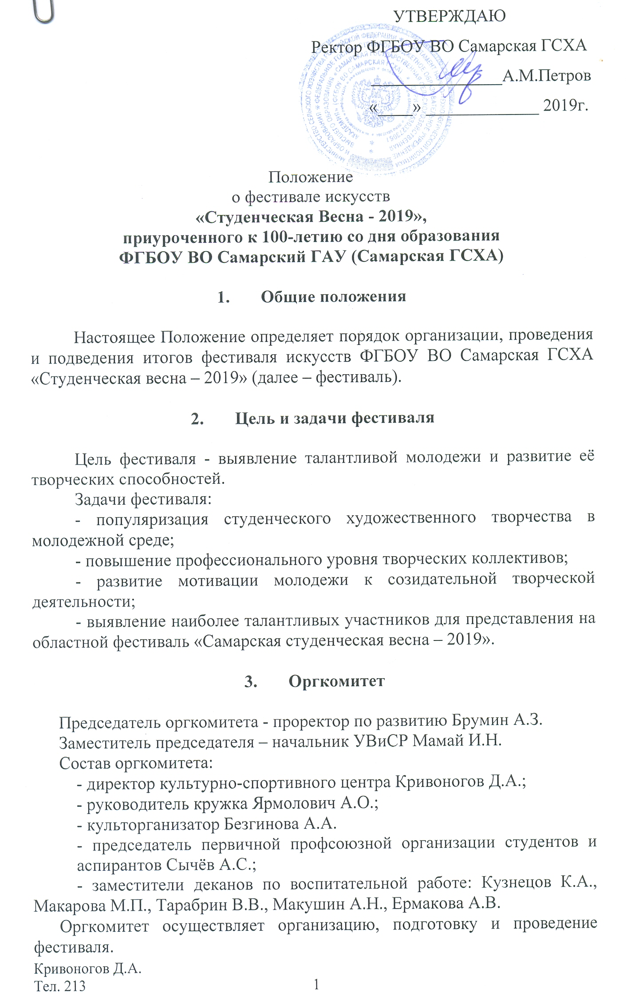 УТВЕРЖДАЮ
Ректор ФГБОУ ВО Самарская ГСХА
_______________А.М.Петров
«____» _____________ 2019г.
Положение
о фестивале искусств
«Студенческая Весна - 2019»,
приуроченного к 100-летию со дня образования
ФГБОУ ВО Самарский ГАУ (Самарская ГСХА)
1. Общие положения
Настоящее Положение определяет порядок организации, проведения
и подведения итогов фестиваля искусств ФГБОУ ВО Самарская ГСХА
«Студенческая весна – 2019» (далее – фестиваль).
2. Цель и задачи фестиваля
Цель фестиваля - выявление талантливой молодежи и развитие её
творческих способностей.
Задачи фестиваля:
- популяризация студенческого художественного творчества в
молодежной среде;
- повышение профессионального уровня творческих коллективов;
- развитие мотивации молодежи к созидательной творческой
деятельности;
- выявление наиболее талантливых участников для представления на
областной фестиваль «Самарская студенческая весна – 2019».
3. Оргкомитет
Председатель оргкомитета - проректор по развитию Брумин А.З.
Заместитель председателя – начальник УВиСР Мамай И.Н.
Состав оргкомитета:
- директор культурно-спортивного центра Кривоногов Д.А.;
- руководитель кружка Ярмолович А.О.;
- культорганизатор Безгинова А.А.
- председатель первичной профсоюзной организации студентов и
аспирантов Сычёв А.С.;
- заместители деканов по воспитательной работе: Кузнецов К.А.,
Макарова М.П., Тарабрин В.В., Макушин А.Н., Ермакова А.В.
Оргкомитет осуществляет организацию, подготовку и проведение
фестиваля.
Кривоногов Д.А.
Тел. 213
1